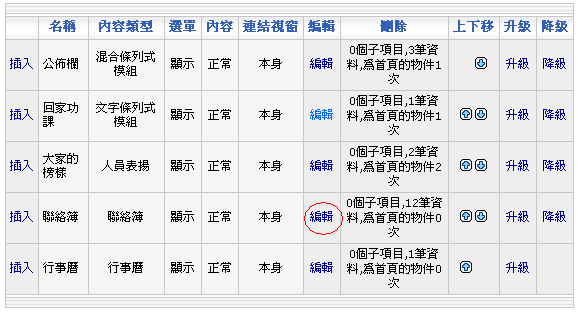 名稱 內容類型 選單 內容 連結視窗 編輯 刪除 上下移 升級 降級
插入 公佈欄 混合條列式模組 顯示 正常 本身 編輯 0個子項目,3筆資料,為首頁的物件1次 升級 降級
插入 回家功課 文字條列式模組 顯示 正常 本身 編輯 0個子項目,1筆資料,為首頁的物件1次 升級 降級
插入 大家的榜樣 人員表揚 顯示 正常 本身 編輯 0個子項目,2筆資料,為首頁的物件2次 升級 降級
插入 聯絡簿 聯絡簿 顯示 正常 本身 編輯 0個子項目,12筆資料,為首頁的物件0次 升級 降級
插入 行事曆 行事曆 顯示 正常 本身 編輯 0個子項目,1筆資料,為首頁的物件0次 升級